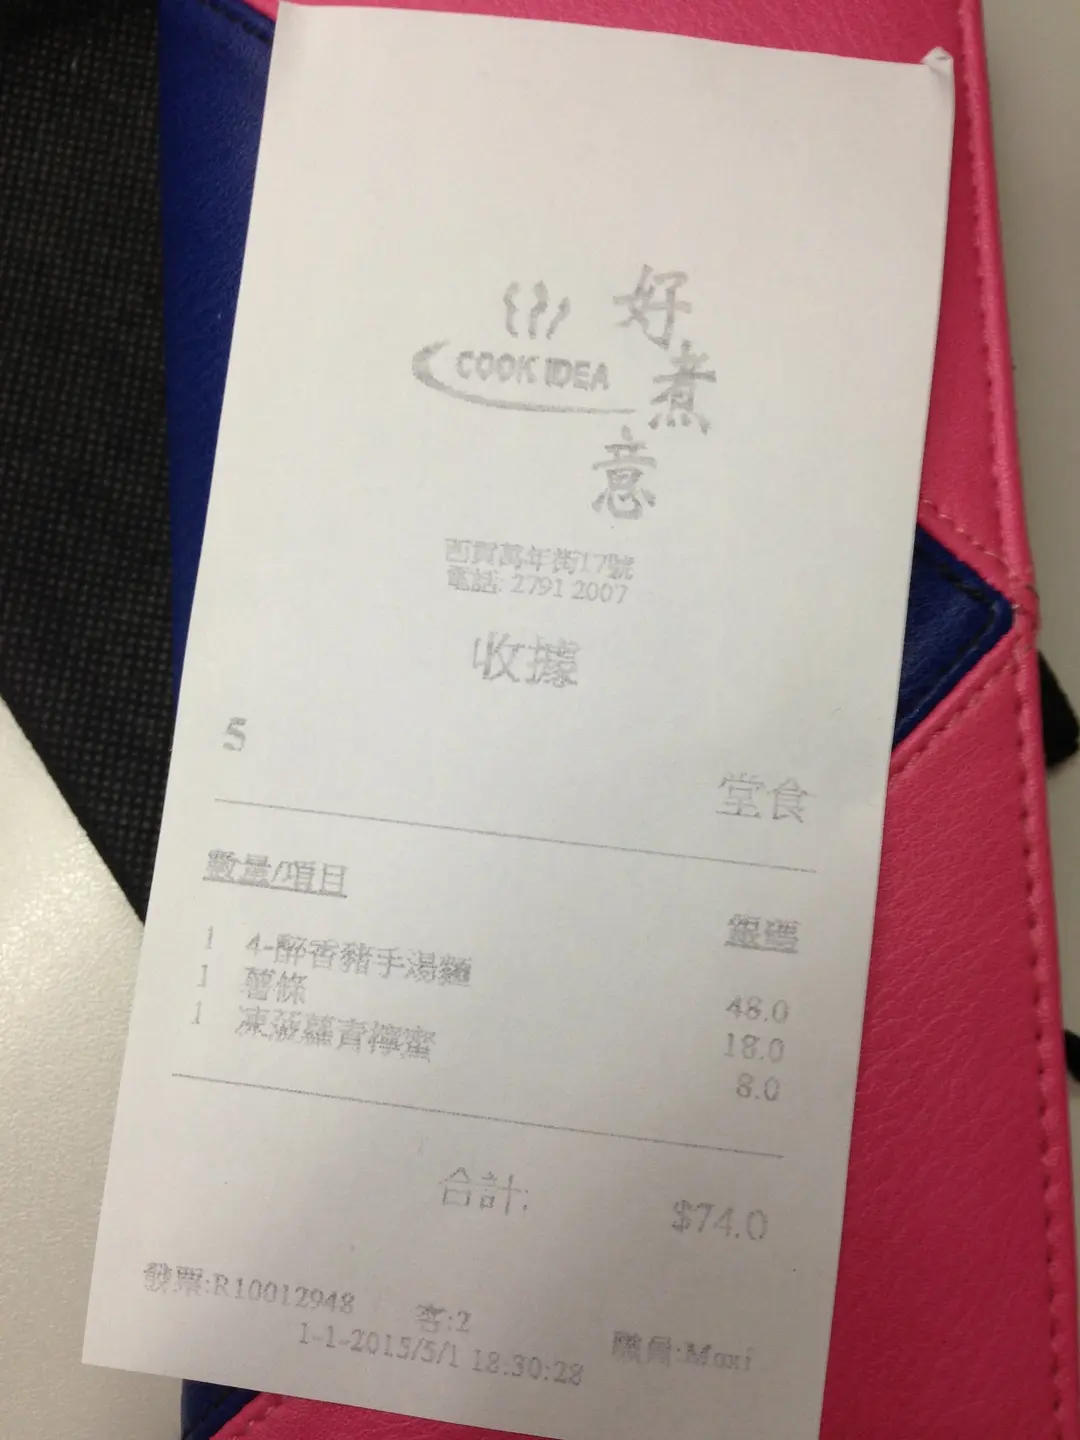 好煮意
COOK IDEA
西貢萬年街17號
電話: 2791 2007
收據
5
堂食
數量/項目 銀碼
1 4-醉香豬手湯麵 48.0
1 薯條 18.0
1 凍菠蘿青檸蜜 8.0
合計: $74.0
發票:R10012948 客:2 職員:Moxi
1-1-2015/5/1 18:30:28